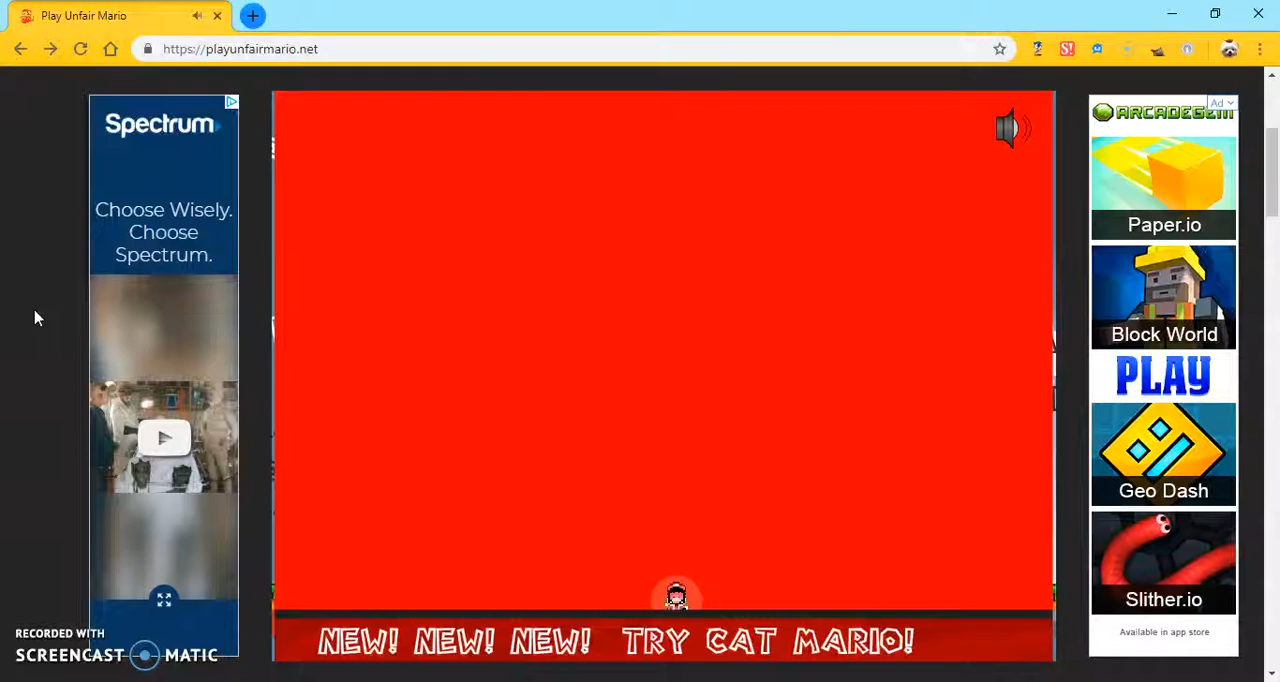 Play Unfair Mario
https://playunfairmario.net
Spectrum
Choose Wisely.
Choose
Spectrum.
NEW! NEW! NEW! TRY CAT MARIO!
Ad
ARCADEGEM
Paper.io
Block World
PLAY
Geo Dash
Slither.io
Available in app store
RECORDED WITH
SCREENCAST MATIC